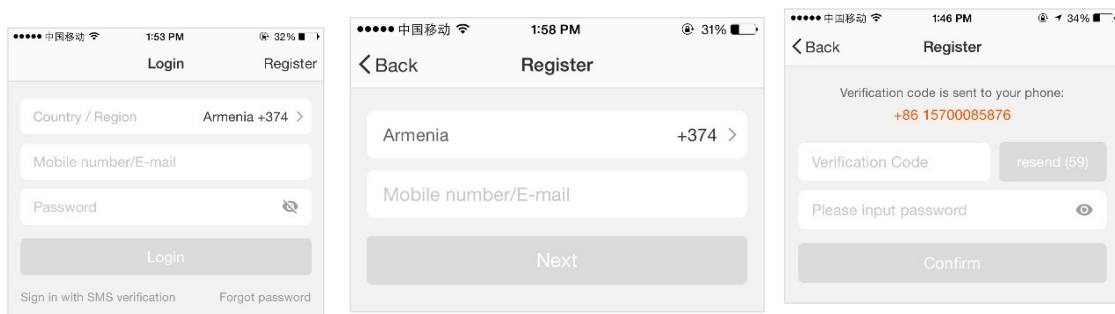 中国移动 1:53 PM 32%
Login Register
Country / Region Armenia +374 >
Mobile number/E-mail
Password
Login
Sign in with SMS verification Forgot password
中国移动 1:58 PM 31%
Back Register
Armenia +374 >
Mobile number/E-mail
Next
中国移动 1:46 PM 34%
Back Register
Verification code is sent to your phone:
+86 15700085876
Verification Code resend (59)
Please input password
Confirm